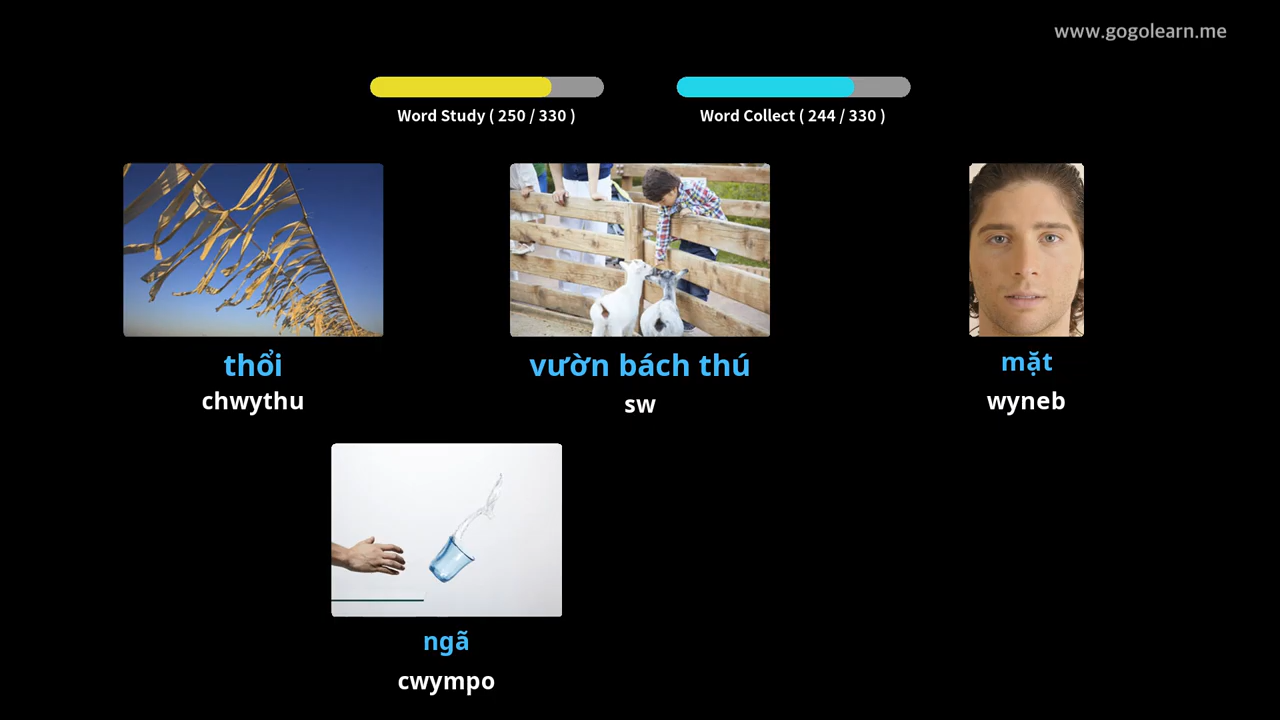 www.gogolearn.me
Word Study ( 250 / 330 )
Word Collect ( 244 / 330 )
thổi
chwythu
vườn bách thú
sw
mặt
wyneb
ngã
cwympo